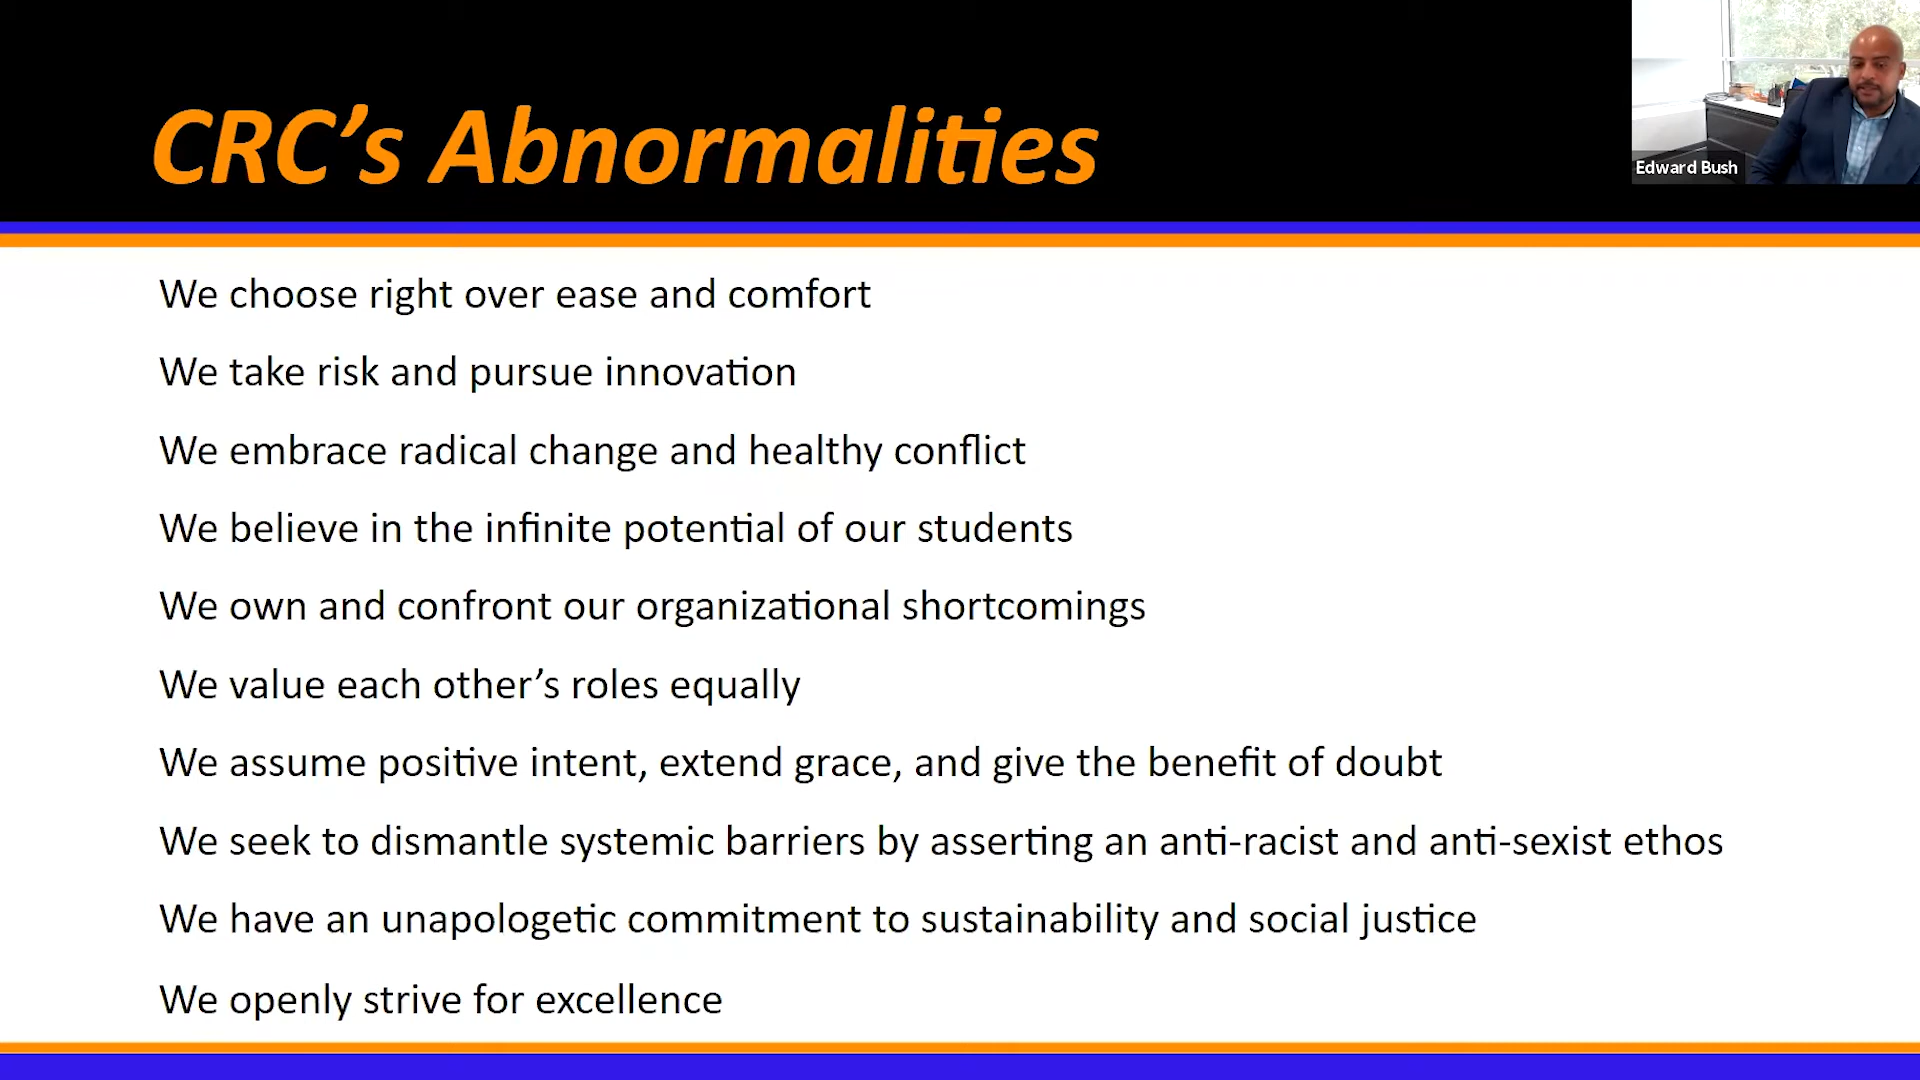 CRC’s Abnormalities
Edward Bush
We choose right over ease and comfort
We take risk and pursue innovation
We embrace radical change and healthy conflict
We believe in the infinite potential of our students
We own and confront our organizational shortcomings
We value each other’s roles equally
We assume positive intent, extend grace, and give the benefit of doubt
We seek to dismantle systemic barriers by asserting an anti-racist and anti-sexist ethos
We have an unapologetic commitment to sustainability and social justice
We openly strive for excellence